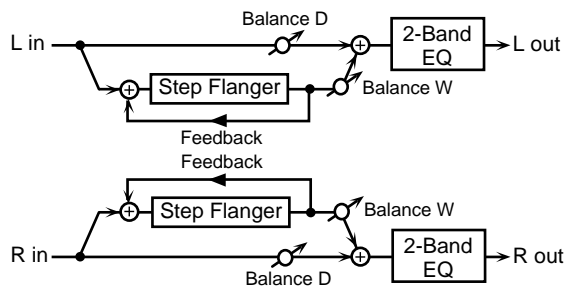 Balance D
L in
2-Band
EQ
L out
Step Flanger
Balance W
Feedback
Feedback
Step Flanger
Balance W
R in
Balance D
2-Band
EQ
R out